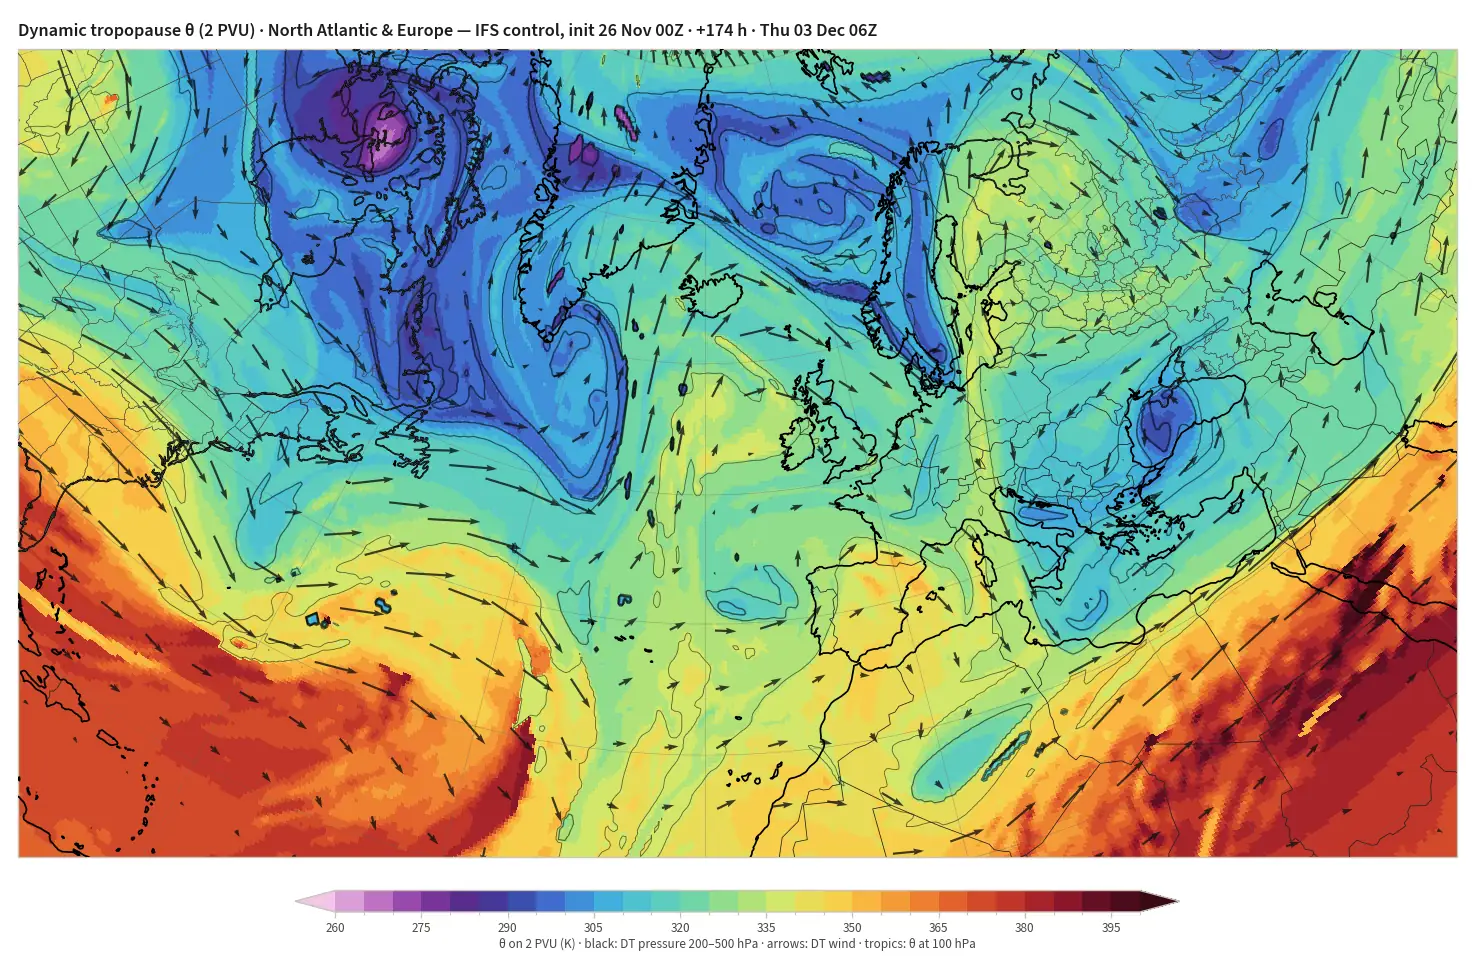 Dynamic tropopause θ (2 PVU) · North Atlantic & Europe — IFS control, init 26 Nov 00Z · +174 h · Thu 03 Dec 06Z
260 275 290 305 320 335 350 365 380 395
θ on 2 PVU (K) · black: DT pressure 200–500 hPa · arrows: DT wind · tropics: θ at 100 hPa